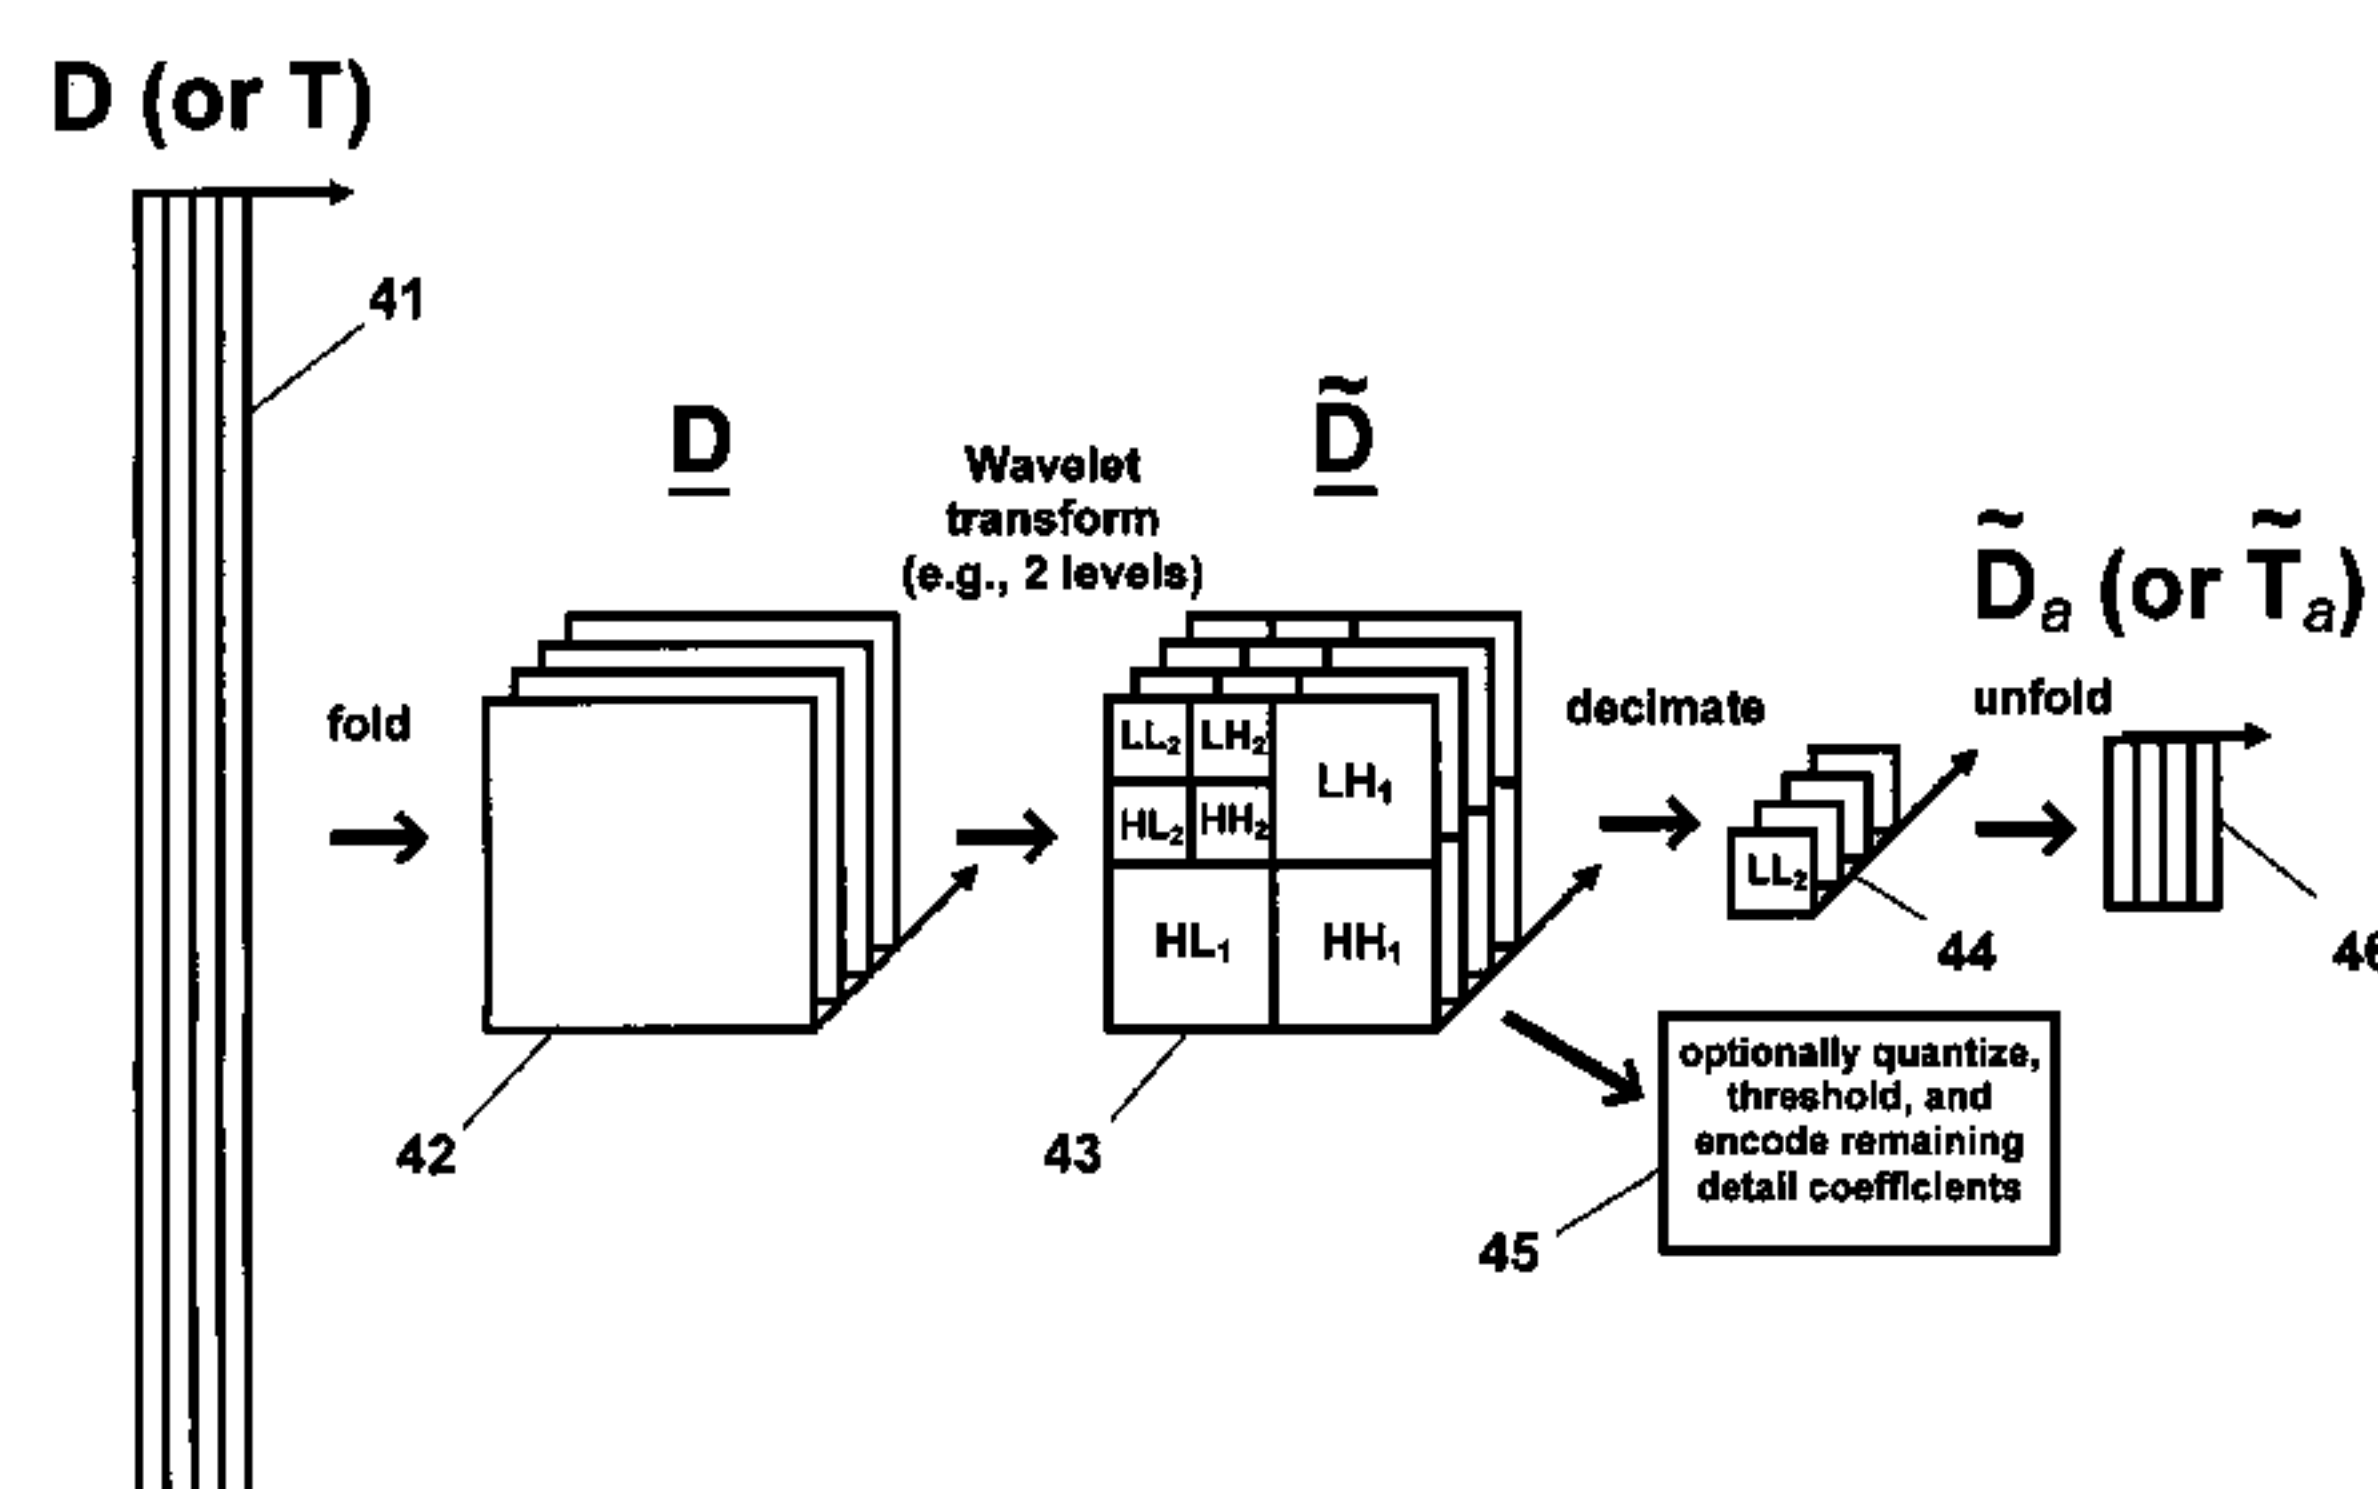 D (or T)
41
D
Wavelet
transform
(e.g., 2 levels)
D̃
D̃a (or T̃a)
fold
decimate
unfold
LL2
LH2
LH1
HL2
HH2
HL1
HH1
LL2
42
43
44
optionally quantize,
threshold, and
encode remaining
detail coefficients
45